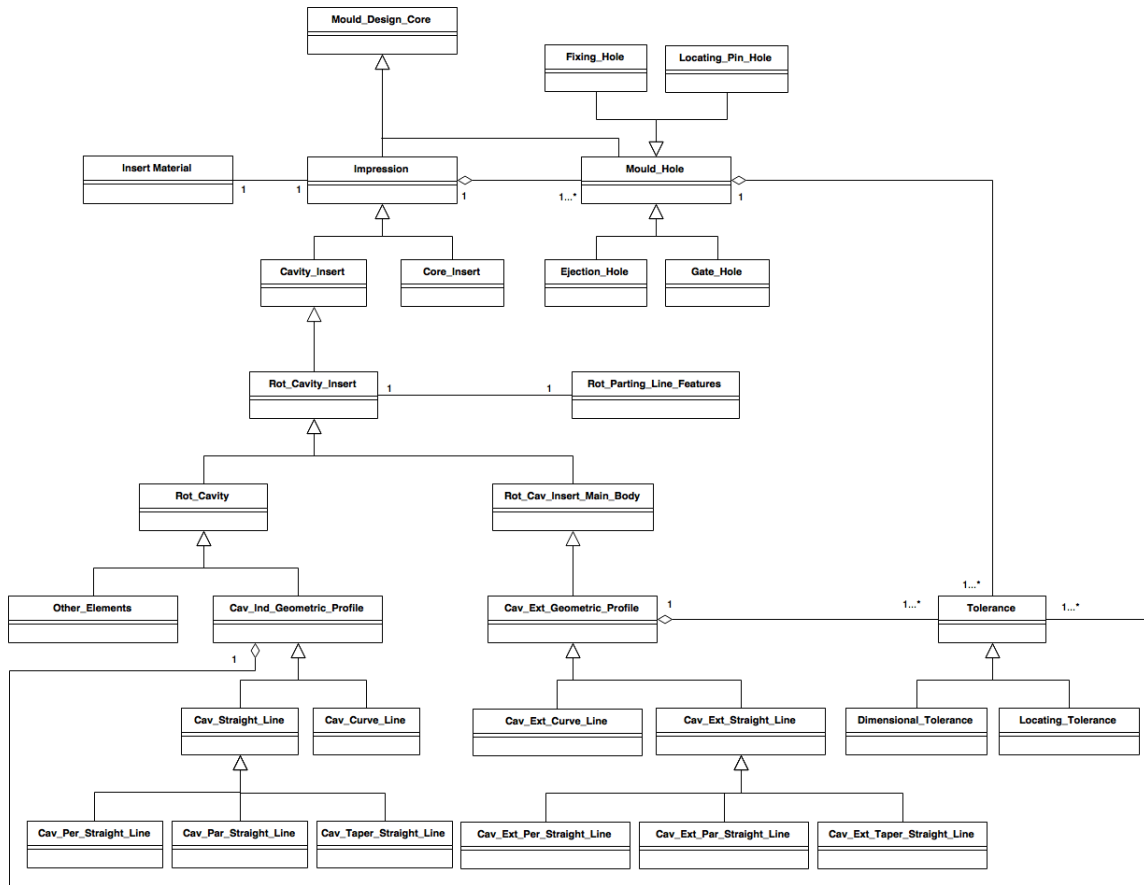 Mould_Design_Core
Fixing_Hole
Locating_Pin_Hole
Insert Material
Impression
Mould_Hole
1
1
1
1...*
1
Cavity_Insert
Core_Insert
Ejection_Hole
Gate_Hole
Rot_Cavity_Insert
1
1
Rot_Parting_Line_Features
Rot_Cavity
Rot_Cav_Insert_Main_Body
1...*
Other_Elements
Cav_Ind_Geometric_Profile
Cav_Ext_Geometric_Profile
1
1...*
Tolerance
1...*
1
Cav_Straight_Line
Cav_Curve_Line
Cav_Ext_Curve_Line
Cav_Ext_Straight_Line
Dimensional_Tolerance
Locating_Tolerance
Cav_Per_Straight_Line
Cav_Par_Straight_Line
Cav_Taper_Straight_Line
Cav_Ext_Per_Straight_Line
Cav_Ext_Par_Straight_Line
Cav_Ext_Taper_Straight_Line